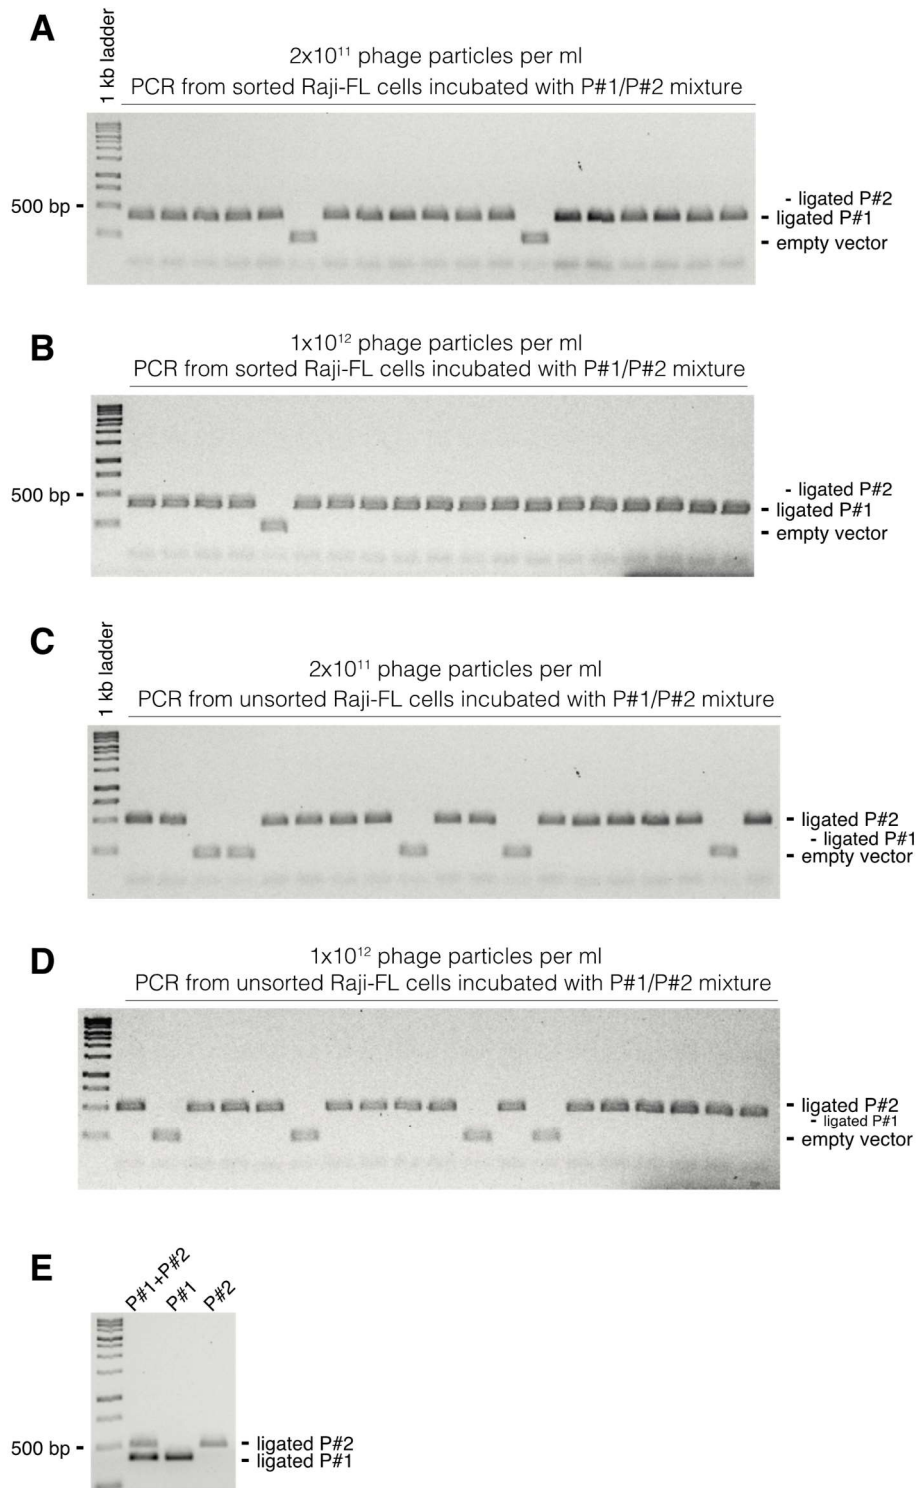 A
1 kb ladder
2x10¹¹ phage particles per ml
PCR from sorted Raji-FL cells incubated with P#1/P#2 mixture
500 bp -
- ligated P#2
- ligated P#1
- empty vector
B
1x10¹² phage particles per ml
PCR from sorted Raji-FL cells incubated with P#1/P#2 mixture
500 bp -
- ligated P#2
- ligated P#1
- empty vector
C
1 kb ladder
2x10¹¹ phage particles per ml
PCR from unsorted Raji-FL cells incubated with P#1/P#2 mixture
- ligated P#2
- ligated P#1
- empty vector
D
1x10¹² phage particles per ml
PCR from unsorted Raji-FL cells incubated with P#1/P#2 mixture
- ligated P#2
- ligated P#1
- empty vector
E
P#1+P#2
P#1
P#2
500 bp -
- ligated P#2
- ligated P#1